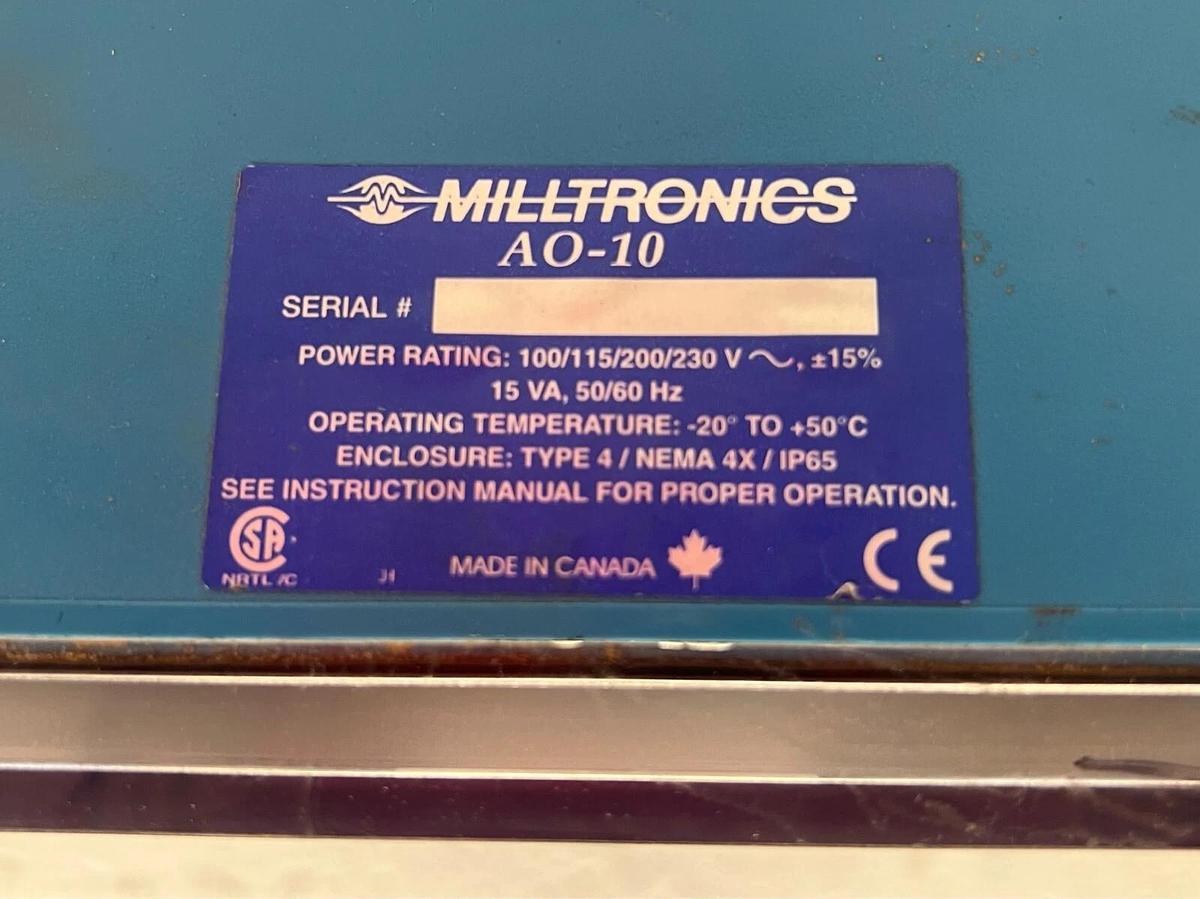 MILLTRONICS
AO-10
SERIAL #
POWER RATING: 100/115/200/230 V ~, ±15%
15 VA, 50/60 Hz
OPERATING TEMPERATURE: -20° TO +50°C
ENCLOSURE: TYPE 4 / NEMA 4X / IP65
SEE INSTRUCTION MANUAL FOR PROPER OPERATION.
CSA
NRTL /C
MADE IN CANADA
CE